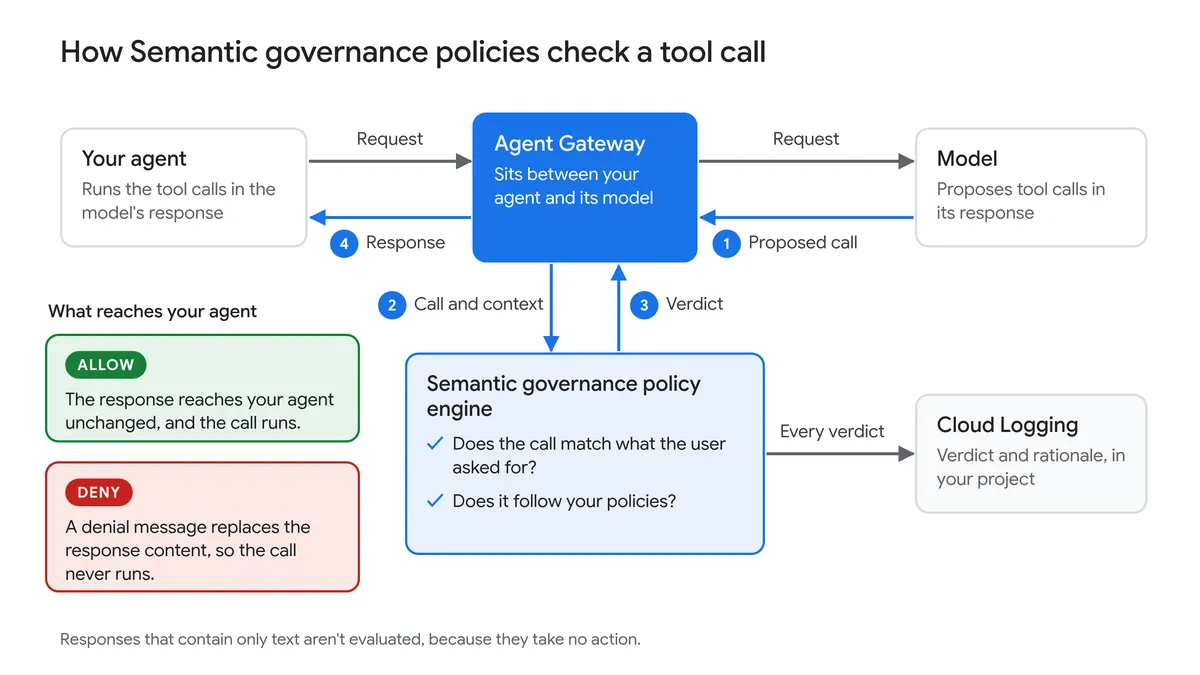 How Semantic governance policies check a tool call
Your agent
Runs the tool calls in the
model's response
Request
Agent Gateway
Sits between your
agent and its model
Request
Model
Proposes tool calls in
its response
4 Response
1 Proposed call
2 Call and context
3 Verdict
What reaches your agent
ALLOW
The response reaches your agent
unchanged, and the call runs.
DENY
A denial message replaces the
response content, so the call
never runs.
Semantic governance policy
engine
Does the call match what the user
asked for?
Does it follow your policies?
Every verdict
Cloud Logging
Verdict and rationale, in
your project
Responses that contain only text aren't evaluated, because they take no action.